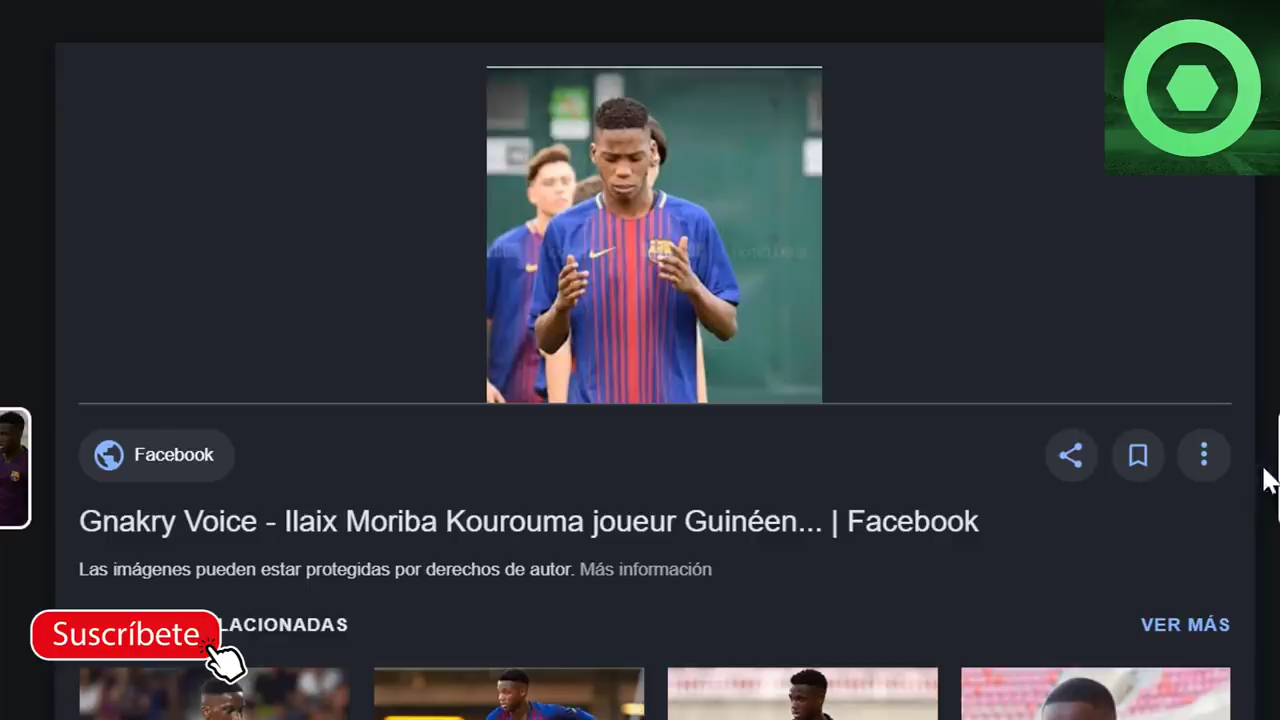 Facebook
Gnakry Voice - Ilaix Moriba Kourouma joueur Guinéen... | Facebook
Las imágenes pueden estar protegidas por derechos de autor. Más información
LACIONADAS
VER MÁS
Suscríbete